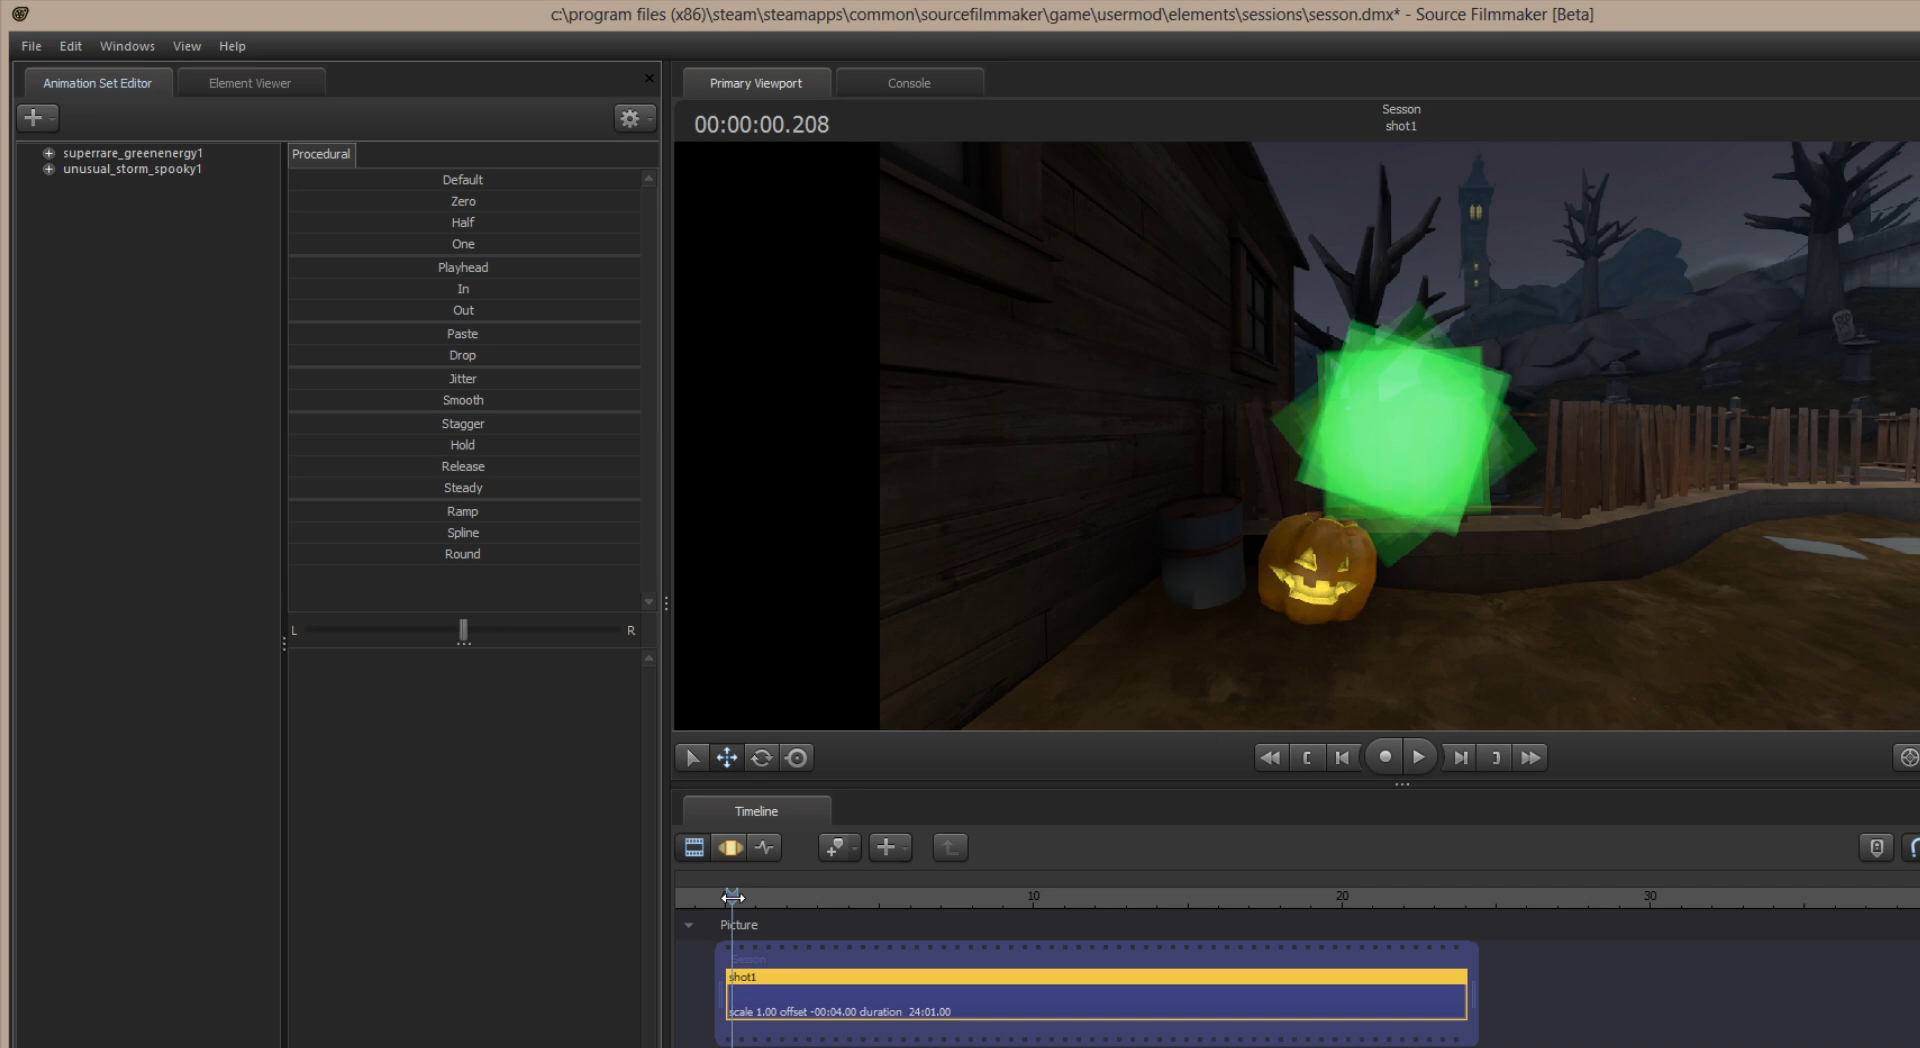 c:\program files (x86)\steam\steamapps\common\sourcefilmmaker\game\usermod\elements\sessions\sesson.dmx* - Source Filmmaker [Beta]
File Edit Windows View Help
Animation Set Editor Element Viewer
Primary Viewport Console
00:00:00.208
Sesson
shot1
superrare_greenenergy1
unusual_storm_spooky1
Procedural
Default
Zero
Half
One
Playhead
In
Out
Paste
Drop
Jitter
Smooth
Stagger
Hold
Release
Steady
Ramp
Spline
Round
L R
Timeline
10 20 30
Picture
Sesson
shot1
scale 1.00 offset -00:04.00 duration 24:01.00